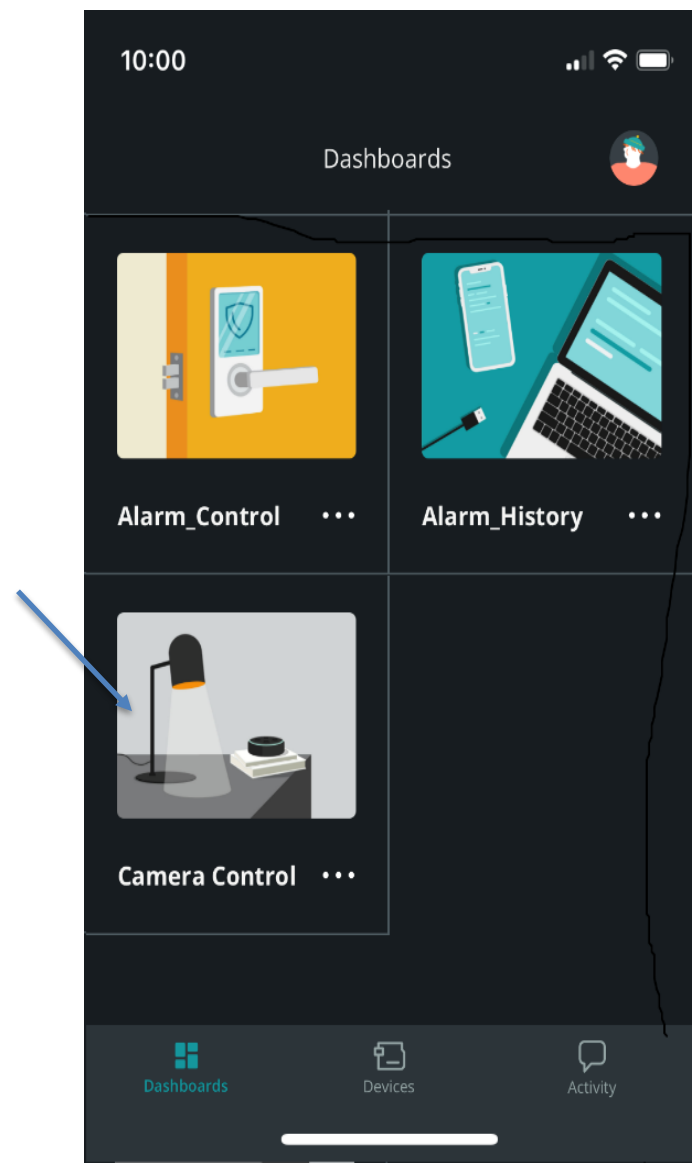 10:00
Dashboards
Alarm_Control
Alarm_History
Camera Control
Dashboards
Devices
Activity